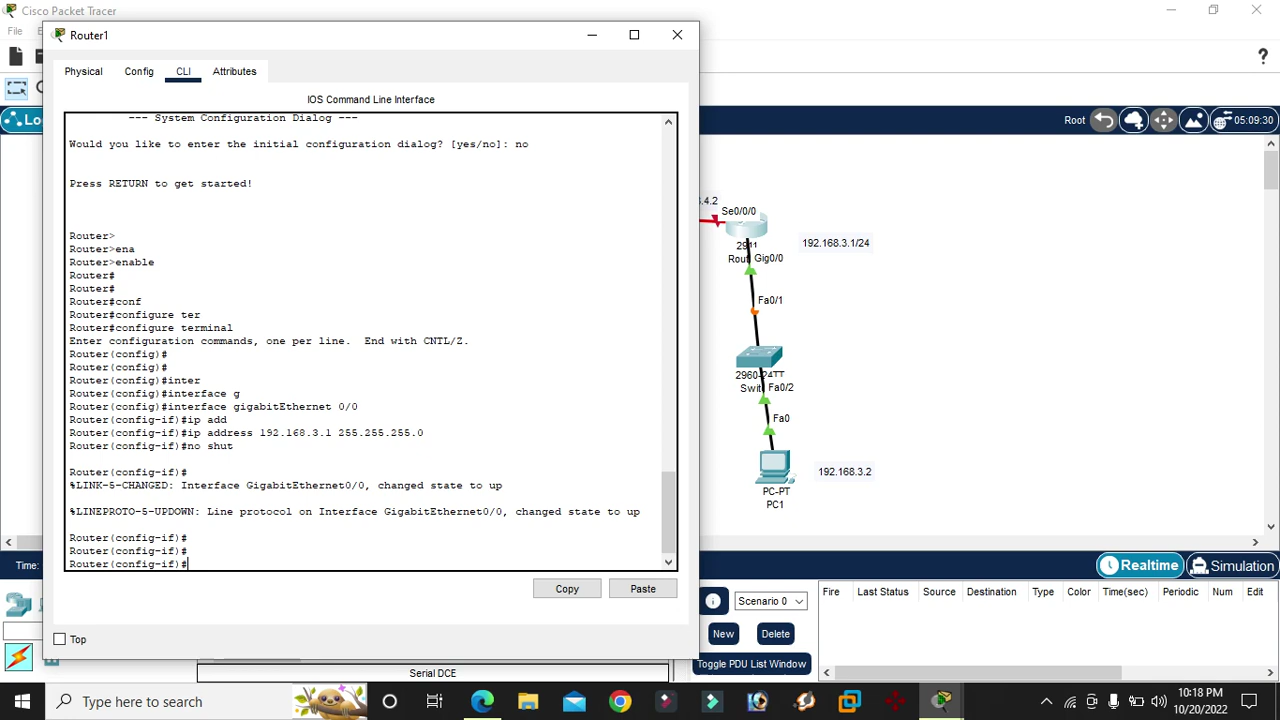 Cisco Packet Tracer
File
Router1
Physical
Config
CLI
Attributes
IOS Command Line Interface
--- System Configuration Dialog ---
Would you like to enter the initial configuration dialog? [yes/no]: no
Press RETURN to get started!
Router>
Router>ena
Router>enable
Router#
Router#
Router#conf
Router#configure ter
Router#configure terminal
Enter configuration commands, one per line.  End with CNTL/Z.
Router(config)#
Router(config)#
Router(config)#inter
Router(config)#interface g
Router(config)#interface gigabitEthernet 0/0
Router(config-if)#ip add
Router(config-if)#ip address 192.168.3.1 255.255.255.0
Router(config-if)#no shut
Router(config-if)#
%LINK-5-CHANGED: Interface GigabitEthernet0/0, changed state to up
%LINEPROTO-5-UPDOWN: Line protocol on Interface GigabitEthernet0/0, changed state to up
Router(config-if)#
Router(config-if)#
Router(config-if)#
Copy
Paste
Top
Root
05:09:30
.4.2
Se0/0/0
2911
Rout
Gig0/0
192.168.3.1/24
Fa0/1
2960-24TT
Swit
Fa0/2
Fa0
192.168.3.2
PC-PT
PC1
Time:
Realtime
Simulation
Scenario 0
New
Delete
Toggle PDU List Window
Fire
Last Status
Source
Destination
Type
Color
Time(sec)
Periodic
Num
Edit
Serial DCE
Type here to search
10:18 PM
10/20/2022